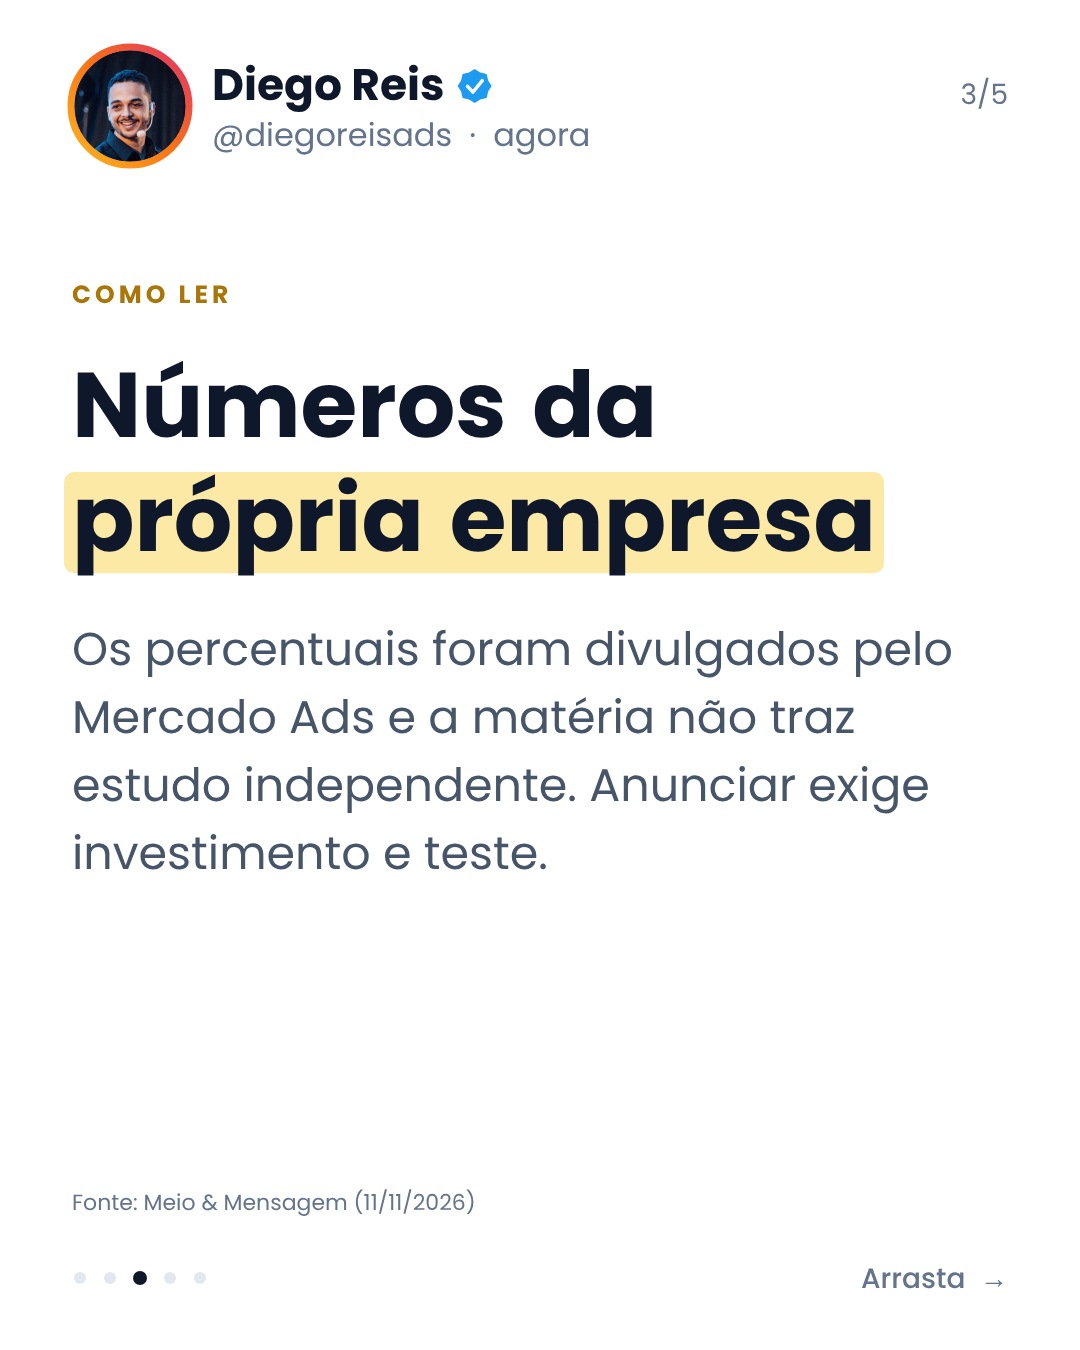 Diego Reis
@diegoreisads · agora
3/5
COMO LER
Números da
própria empresa
Os percentuais foram divulgados pelo
Mercado Ads e a matéria não traz
estudo independente. Anunciar exige
investimento e teste.
Fonte: Meio & Mensagem (11/11/2026)
Arrasta →